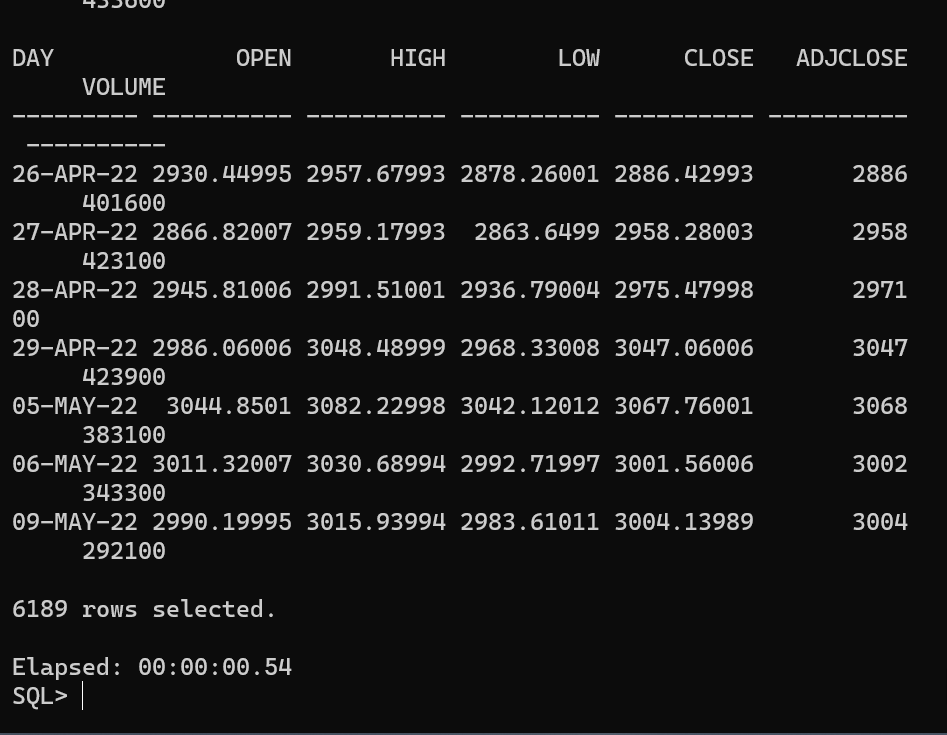 433600
DAY OPEN HIGH LOW CLOSE ADJCLOSE
VOLUME
--------- ---------- ---------- ---------- ---------- ----------
----------
26-APR-22 2930.44995 2957.67993 2878.26001 2886.42993 2886
401600
27-APR-22 2866.82007 2959.17993 2863.6499 2958.28003 2958
423100
28-APR-22 2945.81006 2991.51001 2936.79004 2975.47998 2971
00
29-APR-22 2986.06006 3048.48999 2968.33008 3047.06006 3047
423900
05-MAY-22 3044.8501 3082.22998 3042.12012 3067.76001 3068
383100
06-MAY-22 3011.32007 3030.68994 2992.71997 3001.56006 3002
343300
09-MAY-22 2990.19995 3015.93994 2983.61011 3004.13989 3004
292100
6189 rows selected.
Elapsed: 00:00:00.54
SQL>